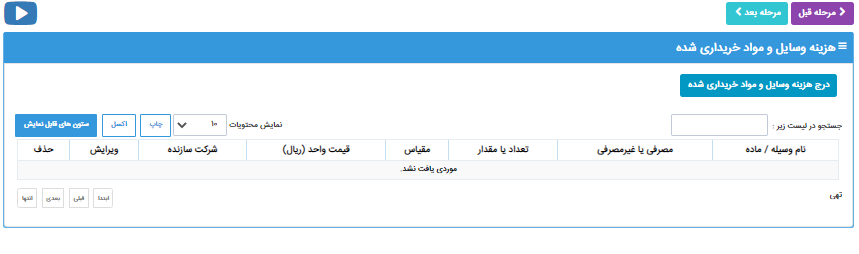 مرحله قبل
مرحله بعد
هزینه وسایل و مواد خریداری شده
درج هزینه وسایل و مواد خریداری شده
جستجو در لیست زیر :
نمایش محتویات ۱۰ چاپ اکسل ستون های قابل نمایش
نام وسیله / ماده مصرفی یا غیرمصرفی تعداد یا مقدار مقیاس قیمت واحد (ریال) شرکت سازنده ویرایش حذف
موردی یافت نشد.
تهی
ابتدا قبلی بعدی انتها